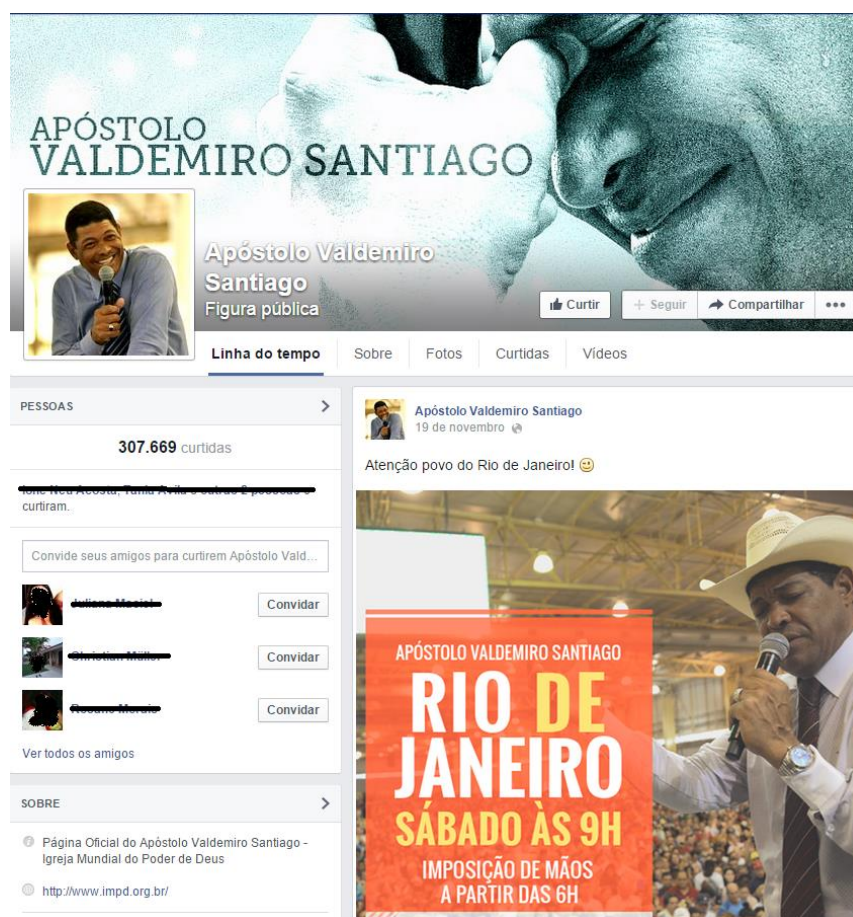 APÓSTOLO
VALDEMIRO SANTIAGO
Apóstolo Valdemiro
Santiago
Figura pública
Curtir
Seguir
Compartilhar
Linha do tempo
Sobre
Fotos
Curtidas
Vídeos
PESSOAS
307.669 curtidas
curtiram.
Convide seus amigos para curtirem Apóstolo Vald...
Convidar
Convidar
Convidar
Ver todos os amigos
SOBRE
Página Oficial do Apóstolo Valdemiro Santiago -
Igreja Mundial do Poder de Deus
http://www.impd.org.br/
Apóstolo Valdemiro Santiago
19 de novembro
Atenção povo do Rio de Janeiro!
APÓSTOLO VALDEMIRO SANTIAGO
RIO DE
JANEIRO
SÁBADO ÀS 9H
IMPOSIÇÃO DE MÃOS
A PARTIR DAS 6H